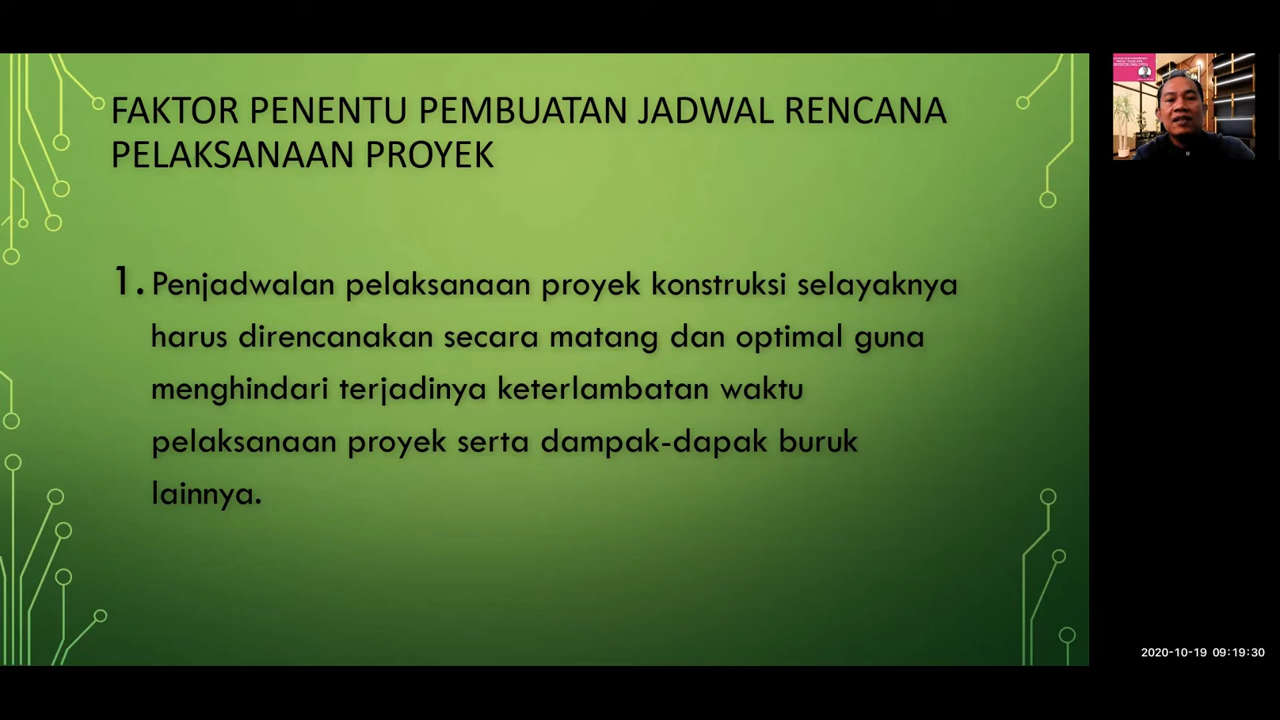 FAKTOR PENENTU PEMBUATAN JADWAL RENCANA
PELAKSANAAN PROYEK
1. Penjadwalan pelaksanaan proyek konstruksi selayaknya
harus direncanakan secara matang dan optimal guna
menghindari terjadinya keterlambatan waktu
pelaksanaan proyek serta dampak-dapak buruk
lainnya.
2020-10-19 09:19:30